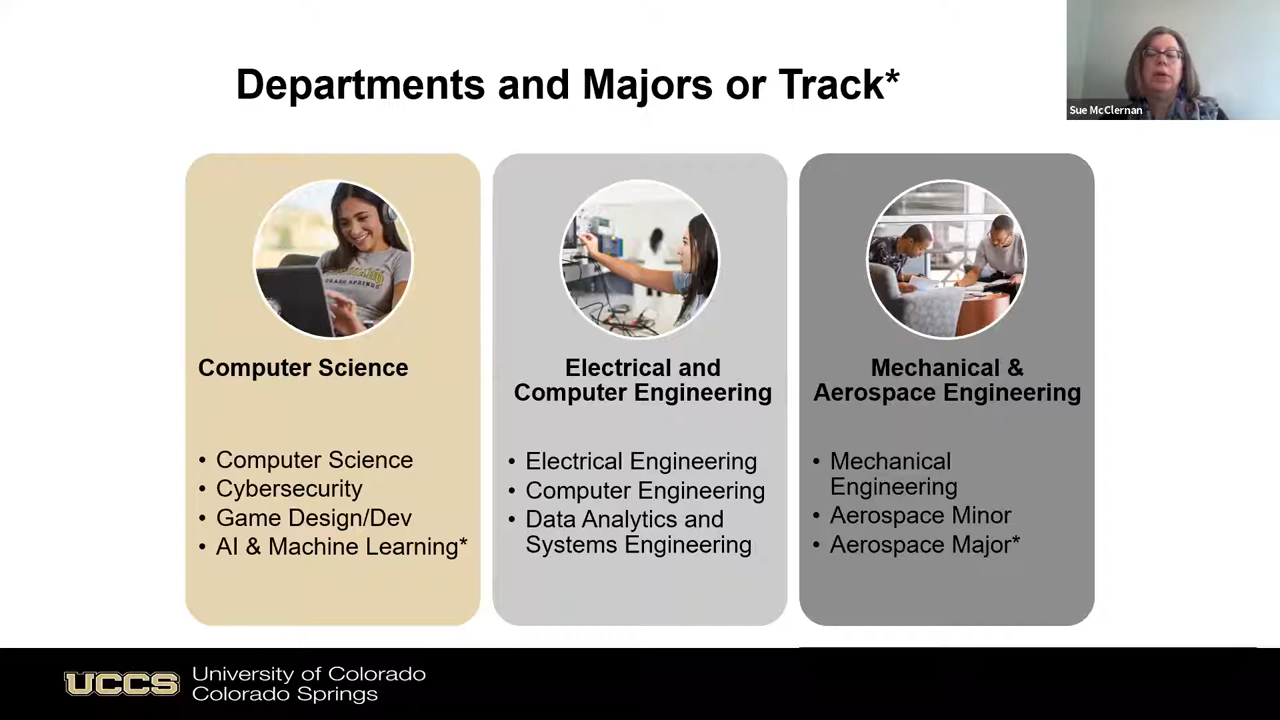 Departments and Majors or Track*
Sue McClernan
COLORADO SPRINGS
Computer Science
• Computer Science
• Cybersecurity
• Game Design/Dev
• AI & Machine Learning*
Electrical and
Computer Engineering
• Electrical Engineering
• Computer Engineering
• Data Analytics and
Systems Engineering
Mechanical &
Aerospace Engineering
• Mechanical
Engineering
• Aerospace Minor
• Aerospace Major*
UCCS
University of Colorado
Colorado Springs